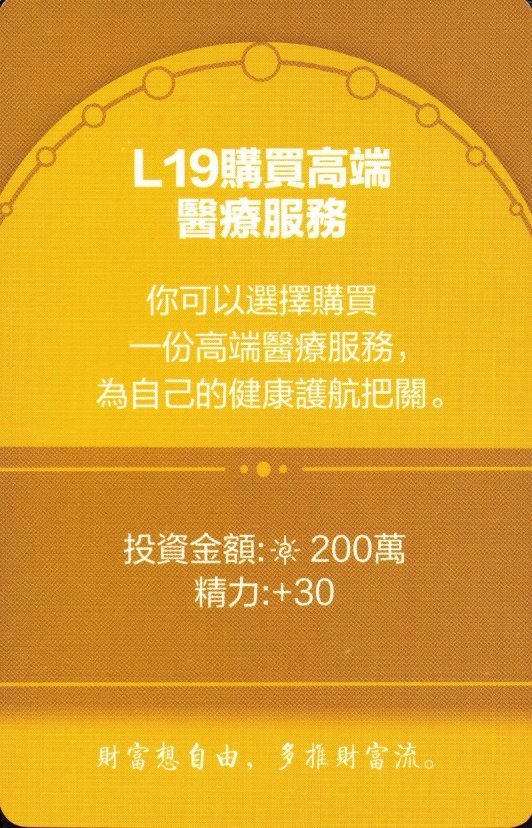 L19購買高端
醫療服務
你可以選擇購買
一份高端醫療服務，
為自己的健康護航把關。
投資金額: 200萬
精力:+30
財富想自由，多推財富流。